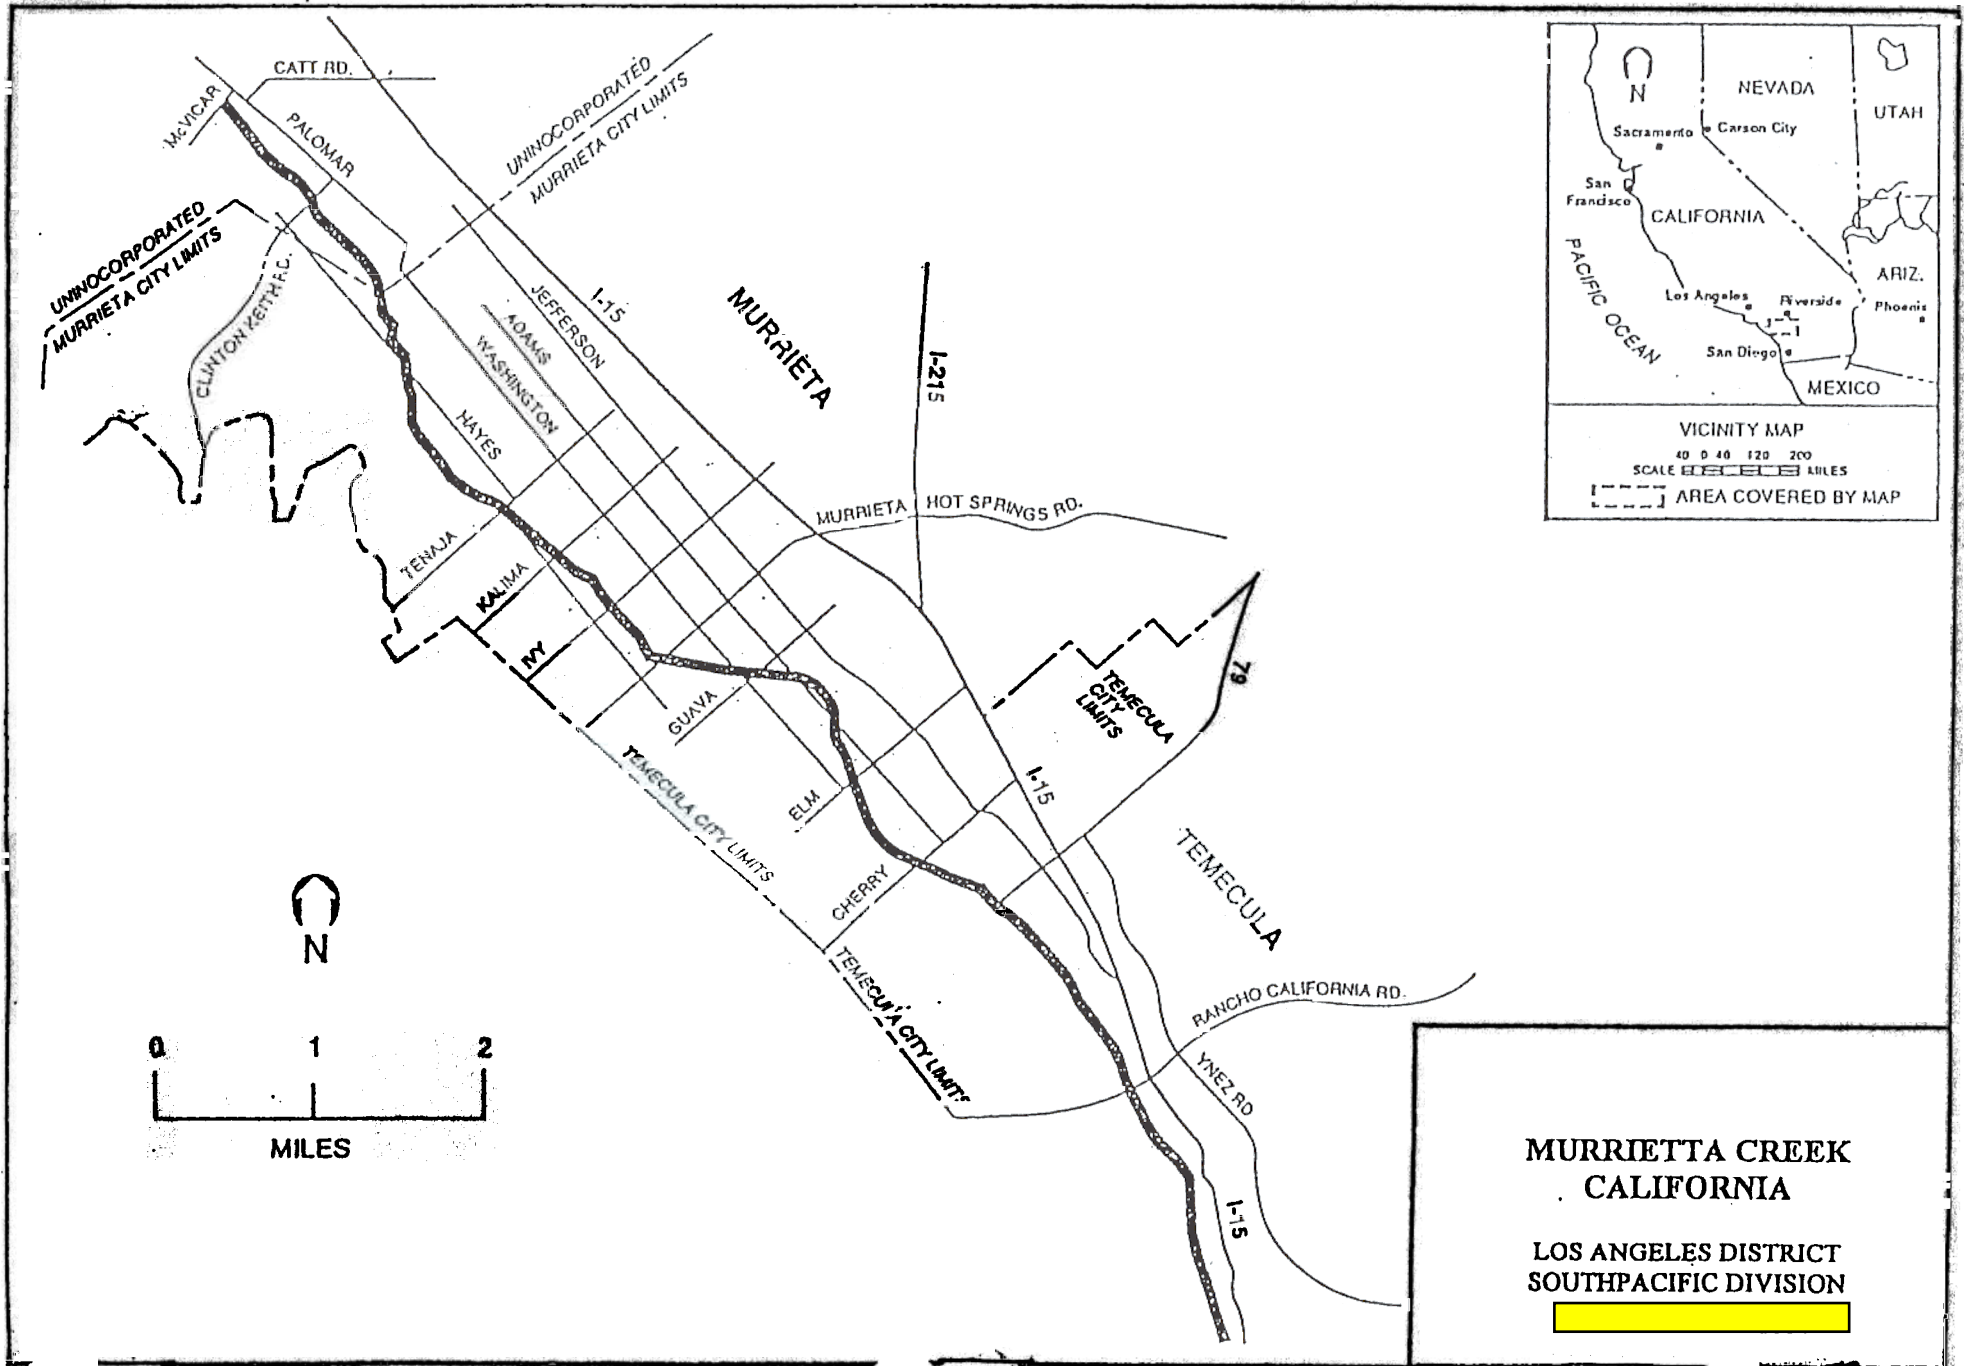 CATT RD.
McVICAR
PALOMAR
UNINOCORPORATED
MURRIETA CITY LIMITS
UNINOCORPORATED
MURRIETA CITY LIMITS
CLINTON KEITH RD.
I-15
JEFFERSON
ADAMS
WASHINGTON
HAYES
MURRIETA
I-215
MURRIETA HOT SPRINGS RD.
TENAJA
KALIMA
IVY
GUAVA
ELM
CHERRY
79
TEMECULA
CITY
LIMITS
TEMECULA CITY LIMITS
I-15
TEMECULA
TEMECULA CITY LIMITS
RANCHO CALIFORNIA RD.
YNEZ RD
I-15
N
0 1 2
MILES
N
NEVADA
UTAH
Sacramento
Carson City
San
Francisco
CALIFORNIA
PACIFIC OCEAN
ARIZ.
Los Angeles
Riverside
Phoenix
San Diego
MEXICO
VICINITY MAP
40 0 40 120 200
SCALE MILES
AREA COVERED BY MAP
MURRIETTA CREEK
CALIFORNIA
LOS ANGELES DISTRICT
SOUTHPACIFIC DIVISION